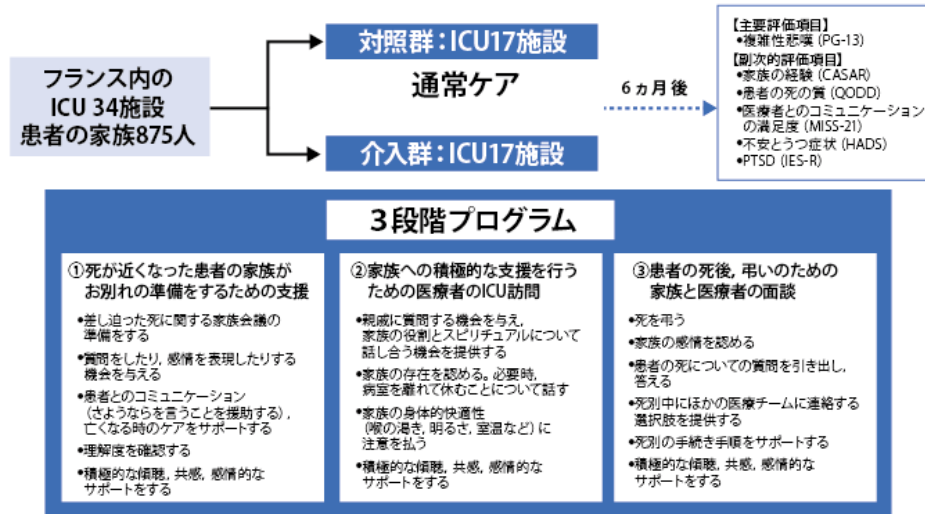 フランス内の
ICU 34施設
患者の家族875人
対照群：ICU17施設
通常ケア
介入群：ICU17施設
6ヵ月後
【主要評価項目】
●複雑性悲嘆（PG-13）
【副次的評価項目】
●家族の経験（CASAR）
●患者の死の質（QODD）
●医療者とのコミュニケーション
の満足度（MISS-21）
●不安とうつ症状（HADS）
●PTSD（IES-R）
3段階プログラム
①死が近くなった患者の家族が
お別れの準備をするための支援
●差し迫った死に関する家族会議の
準備をする
●質問をしたり，感情を表現したりする
機会を与える
●患者とのコミュニケーション
（さようならを言うことを援助する），
亡くなる時のケアをサポートする
●理解度を確認する
●積極的な傾聴，共感，感情的な
サポートをする
②家族への積極的な支援を行う
ための医療者のICU訪問
●親戚に質問する機会を与え，
家族の役割とスピリチュアルについて
話し合う機会を提供する
●家族の存在を認める。必要時，
病室を離れて休むことについて話す
●家族の身体的快適性
（喉の渇き，明るさ，室温など）に
注意を払う
●積極的な傾聴，共感，感情的な
サポートをする
③患者の死後，弔いのための
家族と医療者の面談
●死を弔う
●家族の感情を認める
●患者の死についての質問を引き出し，
答える
●死別中にほかの医療チームに連絡する
選択肢を提供する
●死別の手続き手順をサポートする
●積極的な傾聴，共感，感情的な
サポートをする